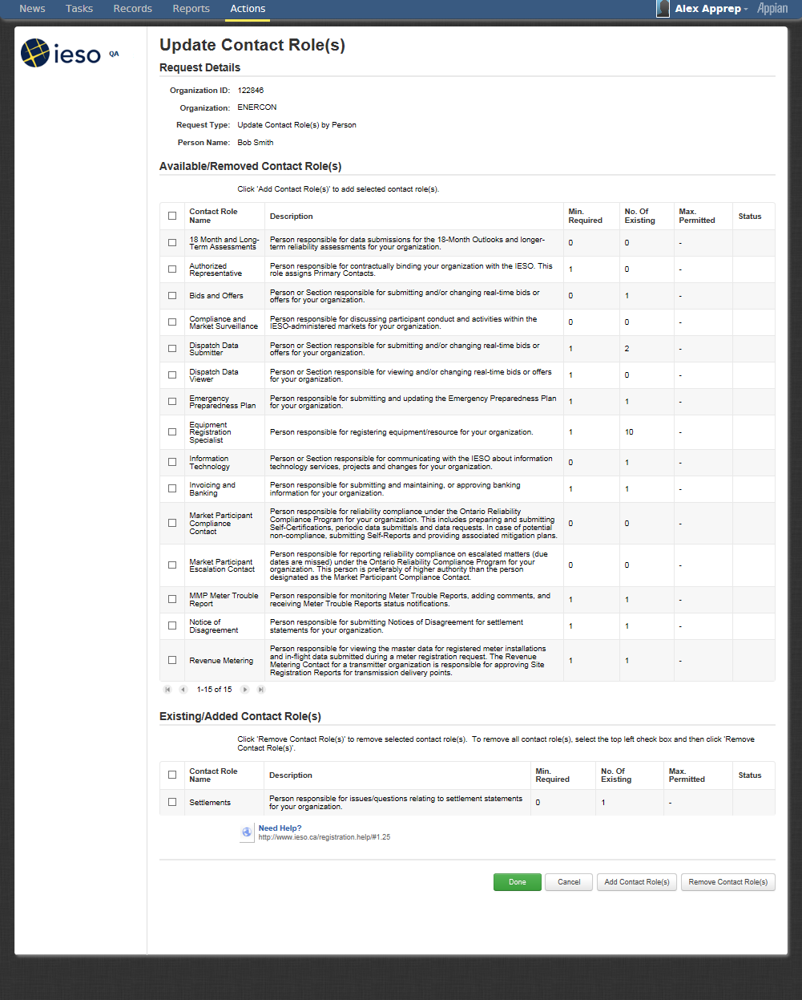 News Tasks Records Reports Actions Alex Apprep Appian
ieso QA
Update Contact Role(s)
Request Details
Organization ID: 122846
Organization: ENERCON
Request Type: Update Contact Role(s) by Person
Person Name: Bob Smith
Available/Removed Contact Role(s)
Click 'Add Contact Role(s)' to add selected contact role(s).
Contact Role
Name
Description
Min.
Required
No. Of
Existing
Max.
Permitted
Status
18 Month and Long-
Term Assessments
Person responsible for data submissions for the 18-Month Outlooks and longer-
term reliability assessments for your organization.
0 0 -
Authorized
Representative
Person responsible for contractually binding your organization with the IESO. This
role assigns Primary Contacts.
1 0 -
Bids and Offers
Person or Section responsible for submitting and/or changing real-time bids or
offers for your organization.
0 1 -
Compliance and
Market Surveillance
Person responsible for discussing participant conduct and activities within the
IESO-administered markets for your organization.
0 0 -
Dispatch Data
Submitter
Person or Section responsible for submitting and/or changing real-time bids or
offers for your organization.
1 2 -
Dispatch Data
Viewer
Person or Section responsible for viewing and/or changing real-time bids or offers
for your organization.
1 0 -
Emergency
Preparedness Plan
Person responsible for submitting and updating the Emergency Preparedness Plan
for your organization.
1 1 -
Equipment
Registration
Specialist
Person responsible for registering equipment/resource for your organization.
1 10 -
Information
Technology
Person or Section responsible for communicating with the IESO about information
technology services, projects and changes for your organization.
0 1 -
Invoicing and
Banking
Person responsible for submitting and maintaining, or approving banking
information for your organization.
1 1 -
Market Participant
Compliance
Contact
Person responsible for reliability compliance under the Ontario Reliability
Compliance Program for your organization. This includes preparing and submitting
Self-Certifications, periodic data submittals and data requests. In case of potential
non-compliance, submitting Self-Reports and providing associated mitigation plans.
0 0 -
Market Participant
Escalation Contact
Person responsible for reporting reliability compliance on escalated matters (due
dates are missed) under the Ontario Reliability Compliance Program for your
organization. This person is preferably of higher authority than the person
designated as the Market Participant Compliance Contact.
0 0 -
MMP Meter Trouble
Report
Person responsible for monitoring Meter Trouble Reports, adding comments, and
receiving Meter Trouble Reports status notifications.
1 1 -
Notice of
Disagreement
Person responsible for submitting Notices of Disagreement for settlement
statements for your organization.
1 1 -
Revenue Metering
Person responsible for viewing the master data for registered meter installations
and in-flight data submitted during a meter registration request. The Revenue
Metering Contact for a transmitter organization is responsible for approving Site
Registration Reports for transmission delivery points.
1 1 -
1-15 of 15
Existing/Added Contact Role(s)
Click 'Remove Contact Role(s)' to remove selected contact role(s). To remove all contact role(s), select the top left check box and then click 'Remove
Contact Role(s)'.
Contact Role
Name
Description
Min.
Required
No. Of
Existing
Max.
Permitted
Status
Settlements
Person responsible for issues/questions relating to settlement statements
for your organization.
0 1 -
Need Help?
http://www.ieso.ca/registration.help/#1.25
Done Cancel Add Contact Role(s) Remove Contact Role(s)